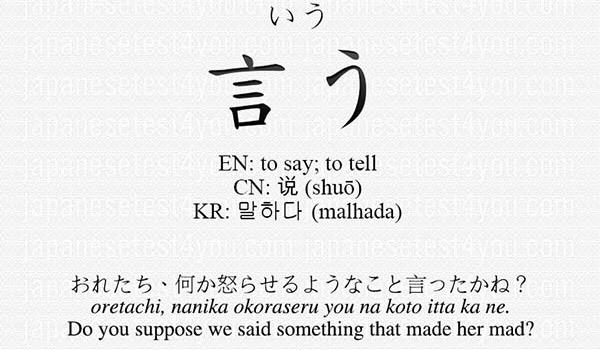 いう
言う
EN: to say; to tell
CN: 说 (shuō)
KR: 말하다 (malhada)
おれたち、何か怒らせるようなこと言ったかね？
oretachi, nanika okoraseru you na koto itta ka ne.
Do you suppose we said something that made her mad?
japanesetest4you.com